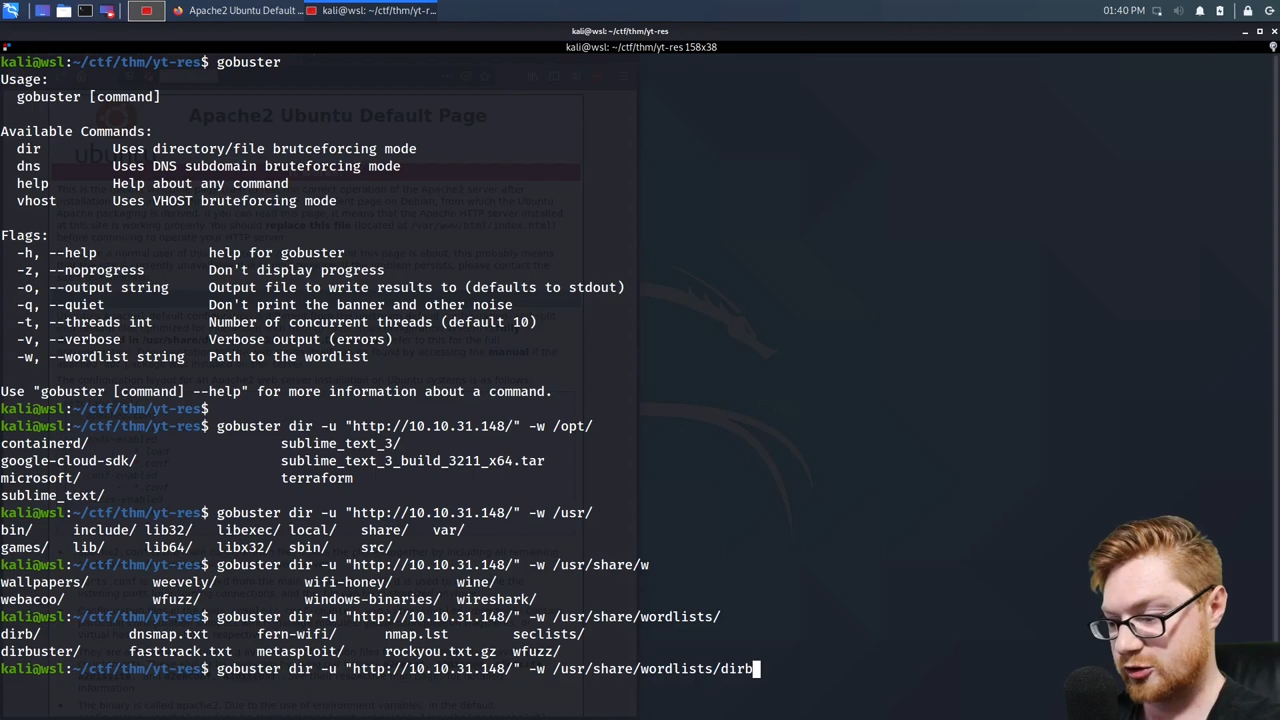 Apache2 Ubuntu Default ...
kali@wsl: ~/ctf/thm/yt-r...
01:40 PM
kali@wsl: ~/ctf/thm/yt-res
kali@wsl: ~/ctf/thm/yt-res 158x38
kali@wsl:~/ctf/thm/yt-res$ gobuster
Usage:
gobuster [command]
Available Commands:
dir Uses directory/file brutceforcing mode
dns Uses DNS subdomain bruteforcing mode
help Help about any command
vhost Uses VHOST bruteforcing mode
Flags:
-h, --help help for gobuster
-z, --noprogress Don't display progress
-o, --output string Output file to write results to (defaults to stdout)
-q, --quiet Don't print the banner and other noise
-t, --threads int Number of concurrent threads (default 10)
-v, --verbose Verbose output (errors)
-w, --wordlist string Path to the wordlist
Use "gobuster [command] --help" for more information about a command.
kali@wsl:~/ctf/thm/yt-res$
kali@wsl:~/ctf/thm/yt-res$ gobuster dir -u "http://10.10.31.148/" -w /opt/
containerd/ sublime_text_3/
google-cloud-sdk/ sublime_text_3_build_3211_x64.tar
microsoft/ terraform
sublime_text/
kali@wsl:~/ctf/thm/yt-res$ gobuster dir -u "http://10.10.31.148/" -w /usr/
bin/ include/ lib32/ libexec/ local/ share/ var/
games/ lib/ lib64/ libx32/ sbin/ src/
kali@wsl:~/ctf/thm/yt-res$ gobuster dir -u "http://10.10.31.148/" -w /usr/share/w
wallpapers/ weevely/ wifi-honey/ wine/
webacoo/ wfuzz/ windows-binaries/ wireshark/
kali@wsl:~/ctf/thm/yt-res$ gobuster dir -u "http://10.10.31.148/" -w /usr/share/wordlists/
dirb/ dnsmap.txt fern-wifi/ nmap.lst seclists/
dirbuster/ fasttrack.txt metasploit/ rockyou.txt.gz wfuzz/
kali@wsl:~/ctf/thm/yt-res$ gobuster dir -u "http://10.10.31.148/" -w /usr/share/wordlists/dirb
Apache2 Ubuntu Default Page
ubuntu